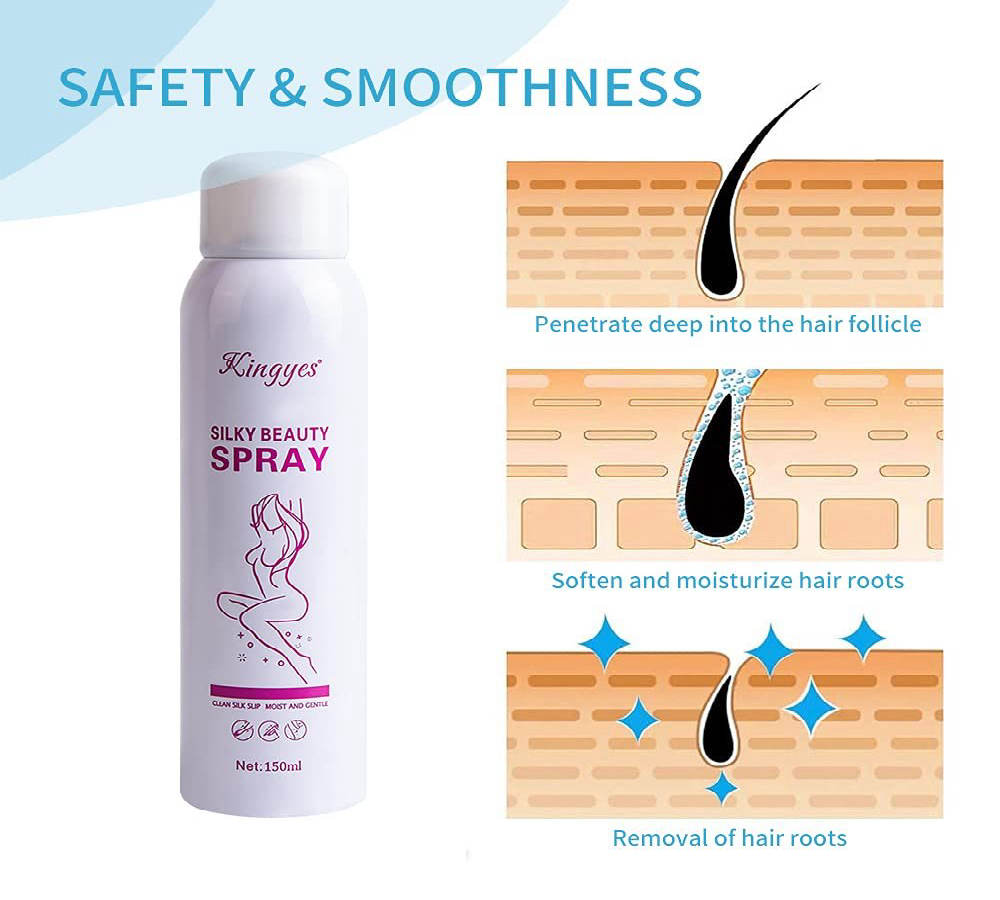 SAFETY & SMOOTHNESS
Kingyes®
SILKY BEAUTY
SPRAY
CLEAN SILK SLIP MOIST AND GENTLE
Net:150ml
Penetrate deep into the hair follicle
Soften and moisturize hair roots
Removal of hair roots